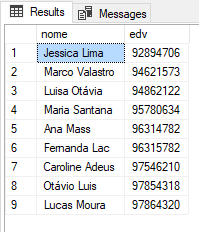 Results Messages
nome edv
1 Jessica Lima 92894706
2 Marco Valastro 94621573
3 Luisa Otávia 94862122
4 Maria Santana 95780634
5 Ana Mass 96314782
6 Fernanda Lac 96315782
7 Caroline Adeus 97546210
8 Otávio Luis 97854318
9 Lucas Moura 97864320